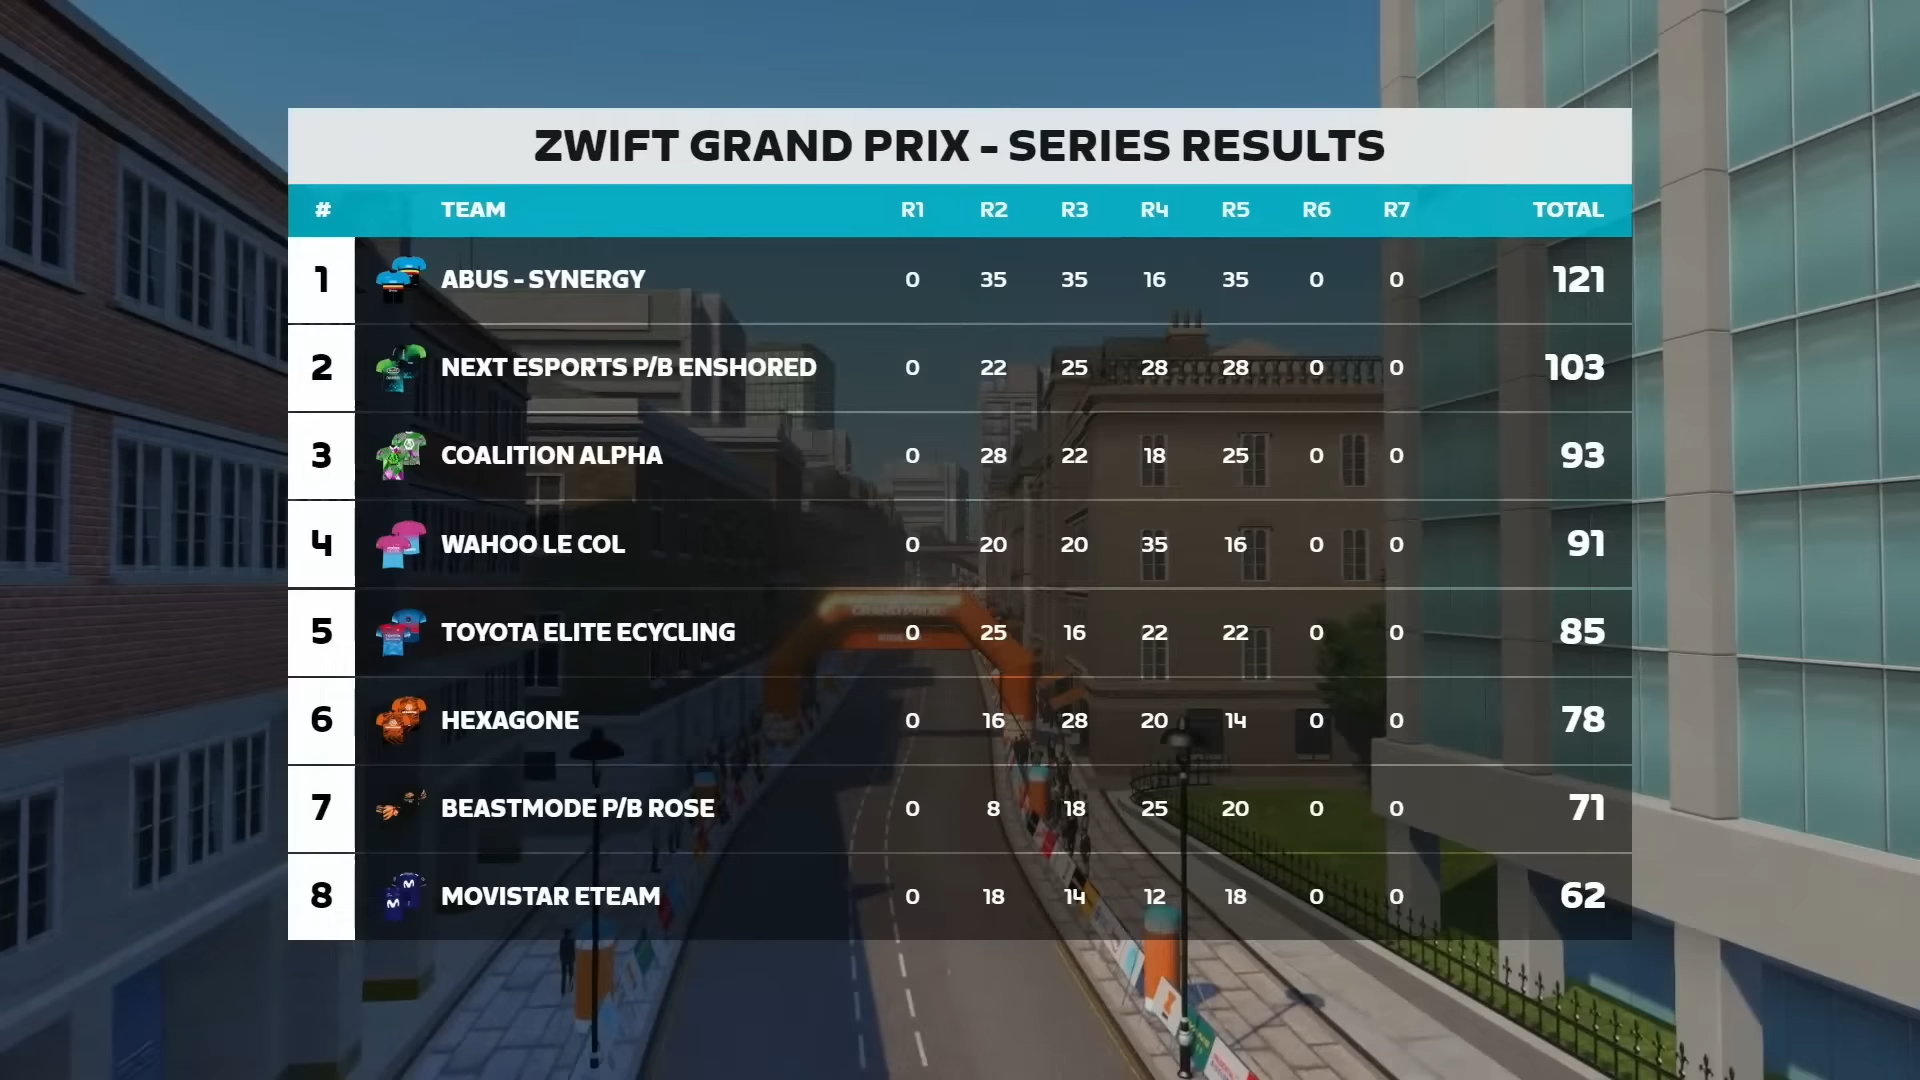 ZWIFT GRAND PRIX - SERIES RESULTS
# TEAM R1 R2 R3 R4 R5 R6 R7 TOTAL
1 ABUS - SYNERGY 0 35 35 16 35 0 0 121
2 NEXT ESPORTS P/B ENSHORED 0 22 25 28 28 0 0 103
3 COALITION ALPHA 0 28 22 18 25 0 0 93
4 WAHOO LE COL 0 20 20 35 16 0 0 91
5 TOYOTA ELITE ECYCLING 0 25 16 22 22 0 0 85
6 HEXAGONE 0 16 28 20 14 0 0 78
7 BEASTMODE P/B ROSE 0 8 18 25 20 0 0 71
8 MOVISTAR ETEAM 0 18 14 12 18 0 0 62